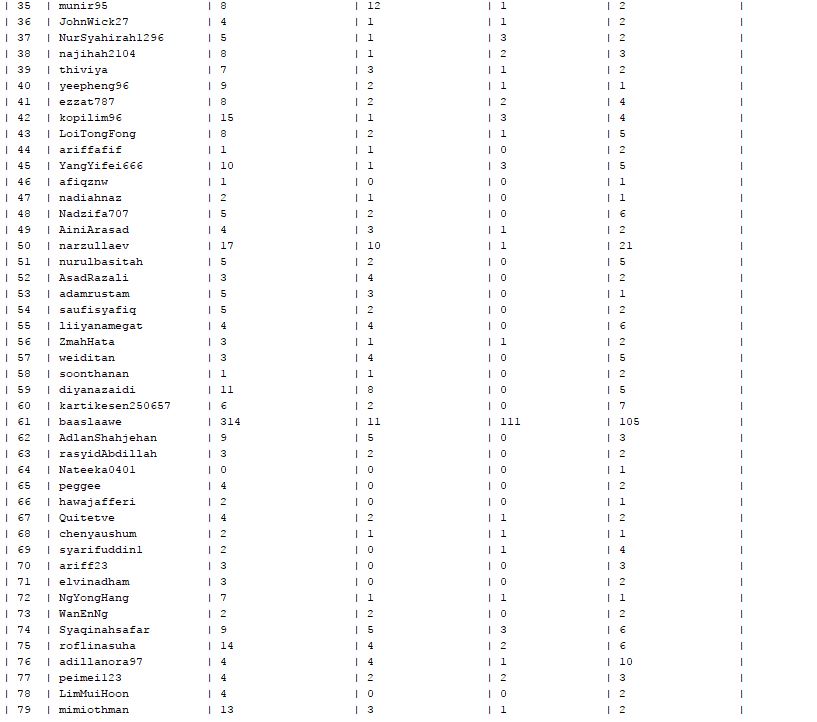 | 35 | munir95 | 8 | 12 | 1 | 2 |
| 36 | JohnWick27 | 4 | 1 | 1 | 2 |
| 37 | NurSyahirah1296 | 5 | 1 | 3 | 2 |
| 38 | najihah2104 | 8 | 1 | 2 | 3 |
| 39 | thiviya | 7 | 3 | 1 | 2 |
| 40 | yeepheng96 | 9 | 2 | 1 | 1 |
| 41 | ezzat787 | 8 | 2 | 2 | 4 |
| 42 | kopilim96 | 15 | 1 | 3 | 4 |
| 43 | LoiTongFong | 8 | 2 | 1 | 5 |
| 44 | ariffafif | 1 | 1 | 0 | 2 |
| 45 | YangYifei666 | 10 | 1 | 3 | 5 |
| 46 | afiqznw | 1 | 0 | 0 | 1 |
| 47 | nadiahnaz | 2 | 1 | 0 | 1 |
| 48 | Nadzifa707 | 5 | 2 | 0 | 6 |
| 49 | AiniArasad | 4 | 3 | 1 | 2 |
| 50 | narzullaev | 17 | 10 | 1 | 21 |
| 51 | nurulbasitah | 5 | 2 | 0 | 5 |
| 52 | AsadRazali | 3 | 4 | 0 | 2 |
| 53 | adamrustam | 5 | 3 | 0 | 1 |
| 54 | saufisyafiq | 5 | 2 | 0 | 2 |
| 55 | liiyanamegat | 4 | 4 | 0 | 6 |
| 56 | ZmahHata | 3 | 1 | 1 | 2 |
| 57 | weiditan | 3 | 4 | 0 | 5 |
| 58 | soonthanan | 1 | 1 | 0 | 2 |
| 59 | diyanazaidi | 11 | 8 | 0 | 5 |
| 60 | kartikesen250657 | 6 | 2 | 0 | 7 |
| 61 | baaslaawe | 314 | 11 | 111 | 105 |
| 62 | AdlanShahjehan | 9 | 5 | 0 | 3 |
| 63 | rasyidAbdillah | 3 | 2 | 0 | 2 |
| 64 | Nateeka0401 | 0 | 0 | 0 | 1 |
| 65 | peggee | 4 | 0 | 0 | 2 |
| 66 | hawajafferi | 2 | 0 | 0 | 1 |
| 67 | Quitetve | 4 | 2 | 1 | 2 |
| 68 | chenyaushum | 2 | 1 | 1 | 1 |
| 69 | syarifuddin1 | 2 | 0 | 1 | 4 |
| 70 | ariff23 | 3 | 0 | 0 | 3 |
| 71 | elvinadham | 3 | 0 | 0 | 2 |
| 72 | NgYongHang | 7 | 1 | 1 | 1 |
| 73 | WanEnNg | 2 | 2 | 0 | 2 |
| 74 | Syaqinahsafar | 9 | 5 | 3 | 6 |
| 75 | roflinasuha | 14 | 4 | 2 | 6 |
| 76 | adillanora97 | 4 | 4 | 1 | 10 |
| 77 | peimei123 | 4 | 2 | 2 | 3 |
| 78 | LimMuiHoon | 4 | 0 | 0 | 2 |
| 79 | mimiothman | 13 | 3 | 1 | 2 |